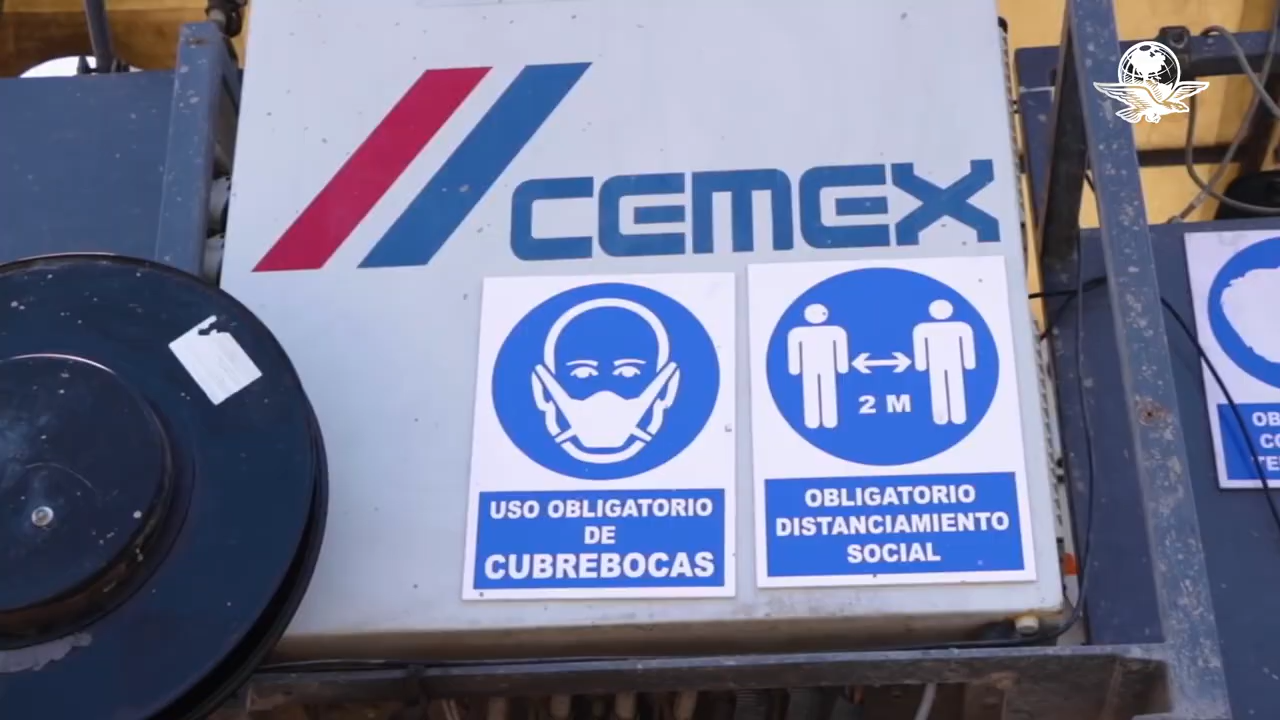 CEMEX
2 M
USO OBLIGATORIO
DE
CUBREBOCAS
OBLIGATORIO
DISTANCIAMIENTO
SOCIAL